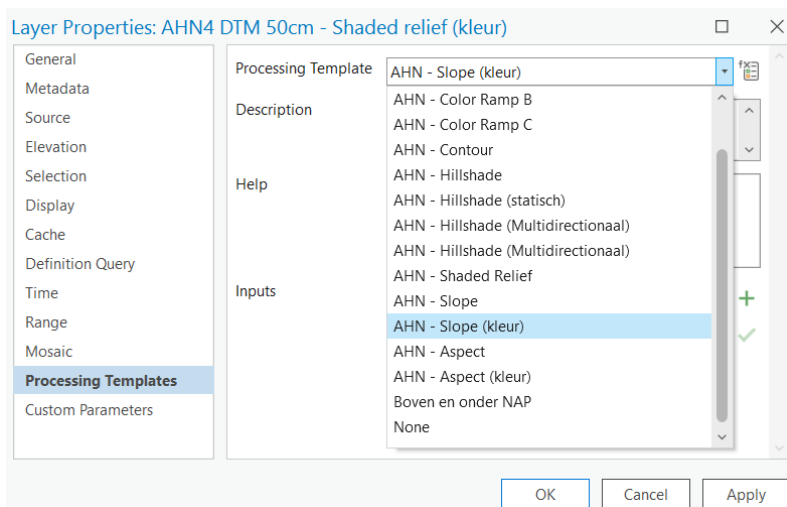 Layer Properties: AHN4 DTM 50cm - Shaded relief (kleur)
General
Metadata
Source
Elevation
Selection
Display
Cache
Definition Query
Time
Range
Mosaic
Processing Templates
Custom Parameters
Processing Template
AHN - Slope (kleur)
Description
Help
Inputs
AHN - Color Ramp B
AHN - Color Ramp C
AHN - Contour
AHN - Hillshade
AHN - Hillshade (statisch)
AHN - Hillshade (Multidirectionaal)
AHN - Hillshade (Multidirectionaal)
AHN - Shaded Relief
AHN - Slope
AHN - Slope (kleur)
AHN - Aspect
AHN - Aspect (kleur)
Boven en onder NAP
None
OK
Cancel
Apply